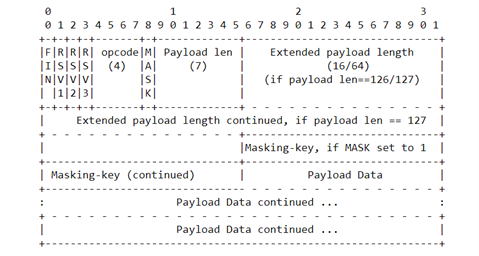 0                   1                   2                   3
0 1 2 3 4 5 6 7 8 9 0 1 2 3 4 5 6 7 8 9 0 1 2 3 4 5 6 7 8 9 0 1
+-+-+-+-+-------+-+-------------+-------------------------------+
|F|R|R|R| opcode|M| Payload len |    Extended payload length    |
|I|S|S|S|  (4)  |A|     (7)     |             (16/64)           |
|N|V|V|V|       |S|             |   (if payload len==126/127)   |
| |1|2|3|       |K|             |                               |
+-+-+-+-+-------+-+-------------+ - - - - - - - - - - - - - - - +
|     Extended payload length continued, if payload len == 127  |
+ - - - - - - - - - - - - - - - +-------------------------------+
|                               |Masking-key, if MASK set to 1  |
+-------------------------------+-------------------------------+
| Masking-key (continued)       |          Payload Data         |
+-------------------------------- - - - - - - - - - - - - - - - +
:                     Payload Data continued ...                :
+ - - - - - - - - - - - - - - - - - - - - - - - - - - - - - - - +
|                     Payload Data continued ...                |
+---------------------------------------------------------------+